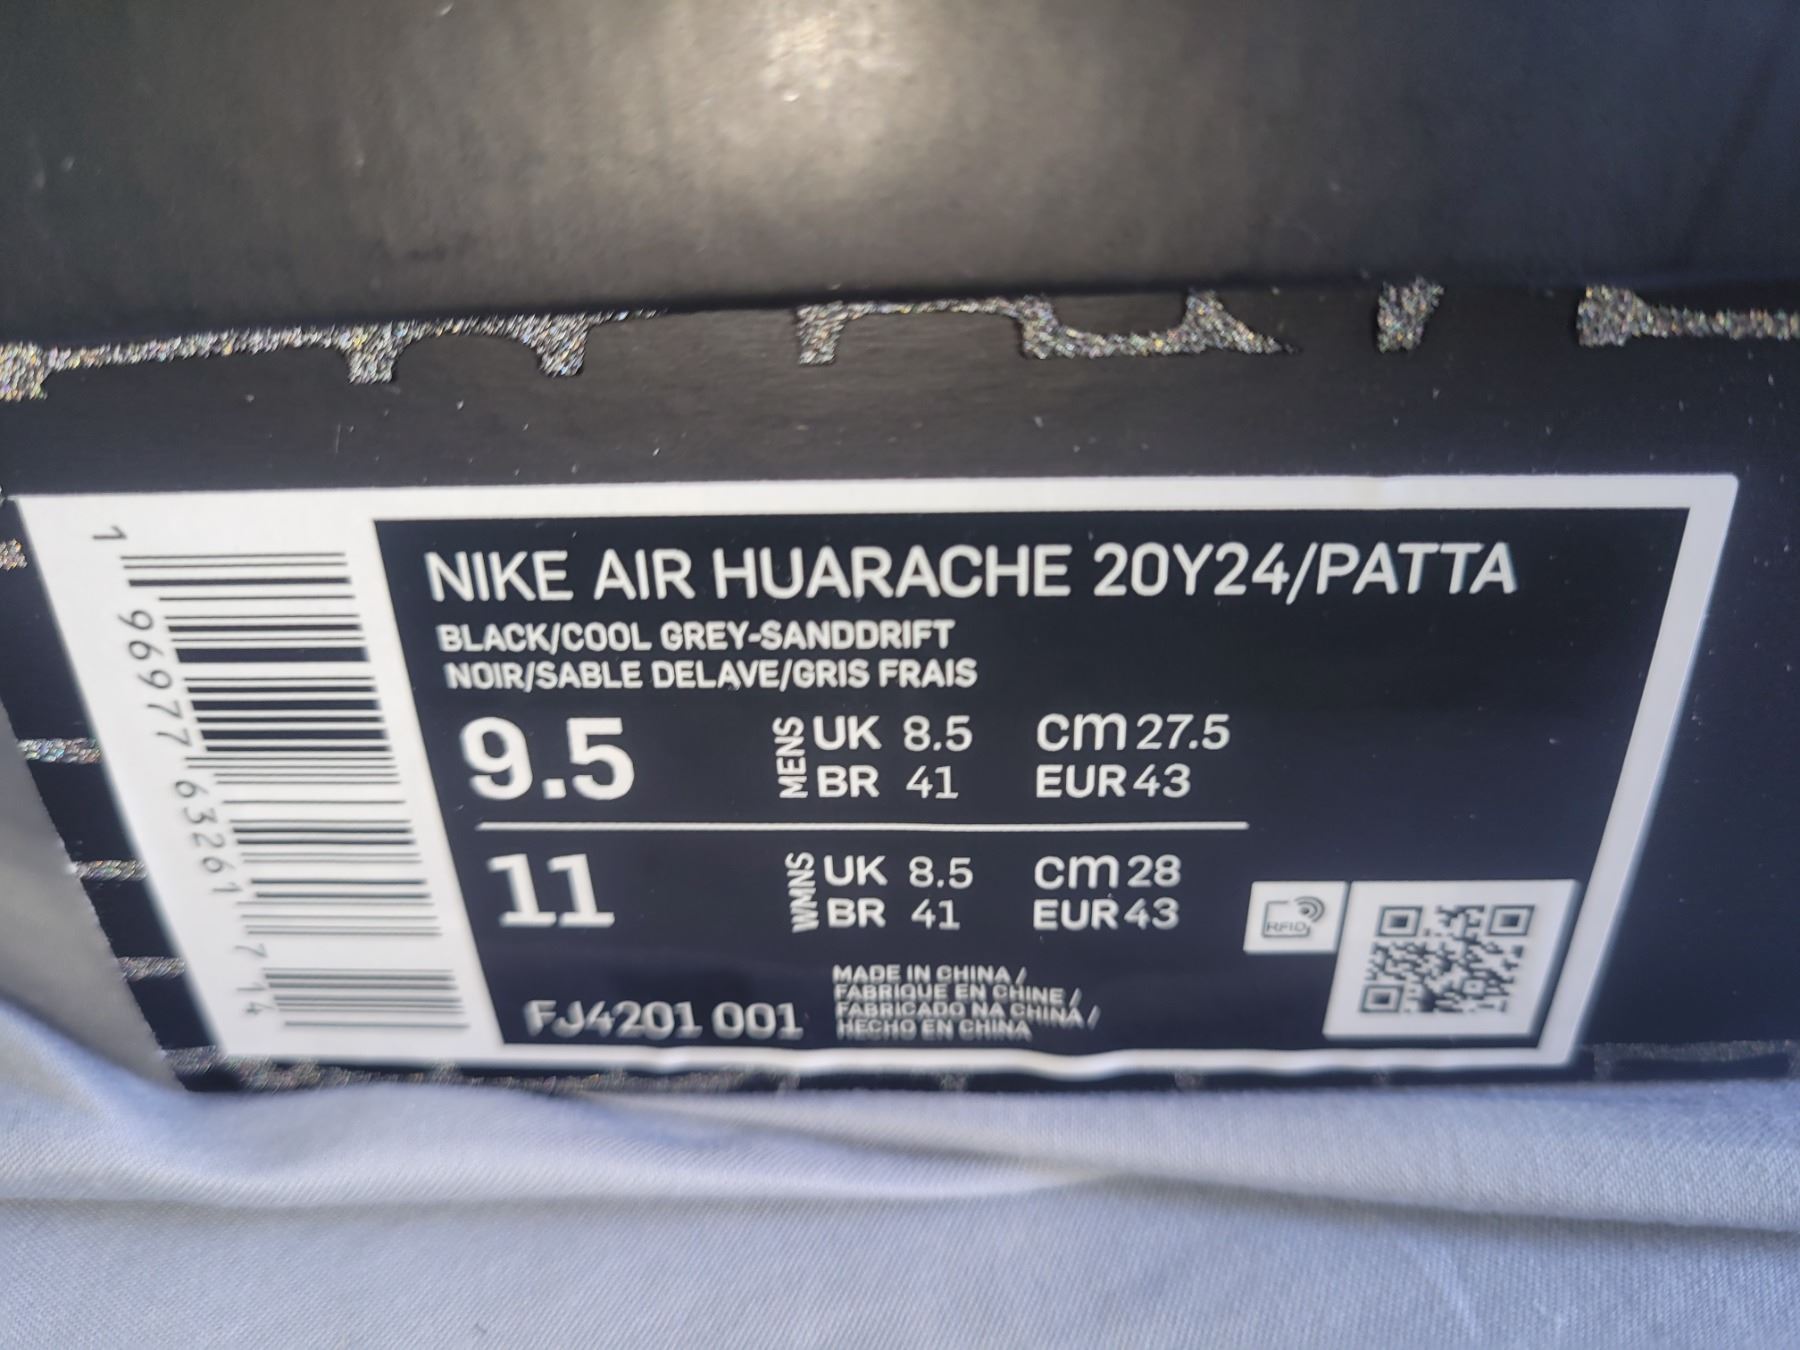 NIKE AIR HUARACHE 20Y24/PATTA
BLACK/COOL GREY-SANDDRIFT
NOIR/SABLE DELAVE/GRIS FRAIS
9.5 MENS UK 8.5 cm 27.5
BR 41 EUR 43
11 WMNS UK 8.5 cm 28
BR 41 EUR 43
RFID
FJ4201 001
MADE IN CHINA /
FABRIQUE EN CHINE /
FABRICADO NA CHINA /
HECHO EN CHINA
1 96977 63261 7 14